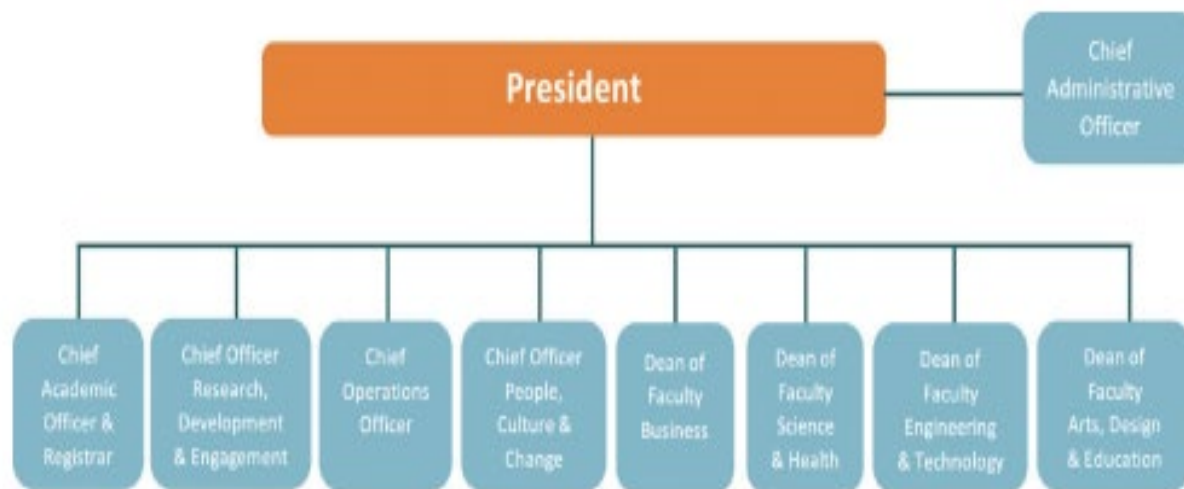 President
Chief
Administrative
Officer
Chief
Academic
Officer &
Registrar
Chief Officer
Research,
Development
& Engagement
Chief
Operations
Officer
Chief Officer
People,
Culture &
Change
Dean of
Faculty
Business
Dean of
Faculty
Science
& Health
Dean of
Faculty
Engineering
& Technology
Dean of
Faculty
Arts, Design
& Education